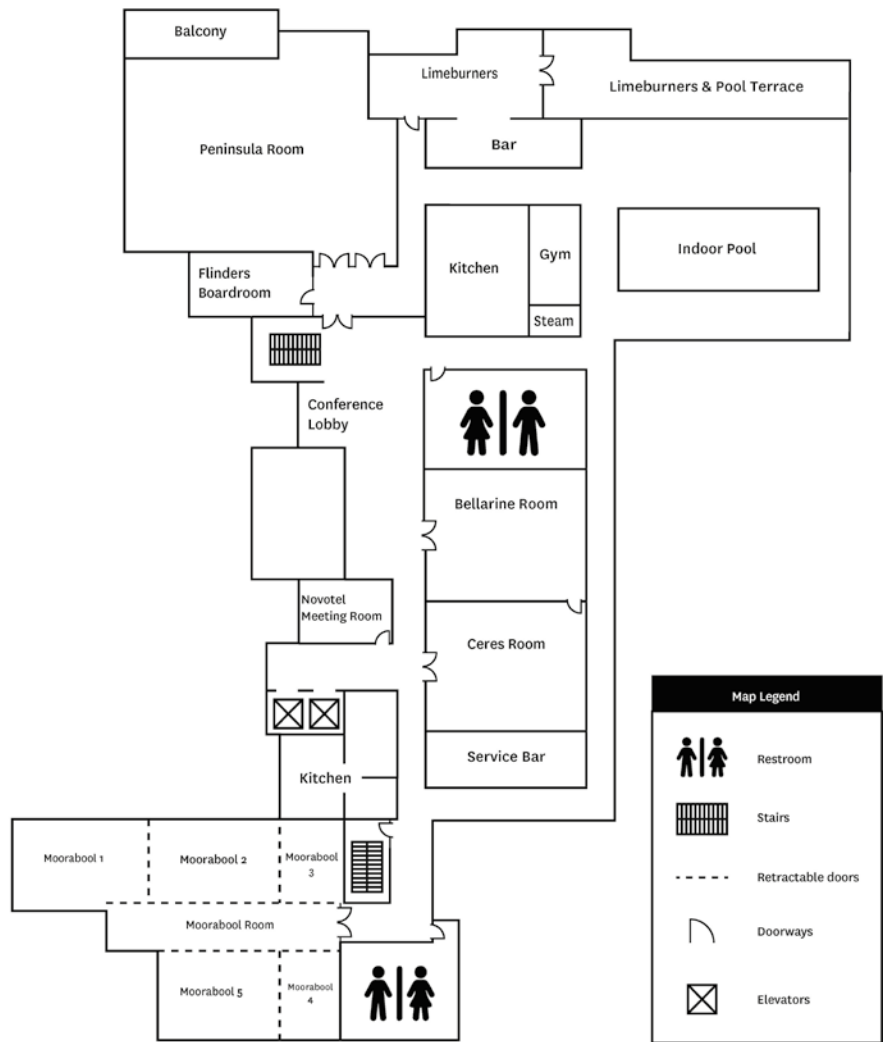 Balcony
Limeburners
Limeburners & Pool Terrace
Peninsula Room
Bar
Kitchen
Gym
Indoor Pool
Flinders
Boardroom
Steam
Conference
Lobby
Bellarine Room
Novotel
Meeting Room
Ceres Room
Service Bar
Kitchen
Moorabool 1
Moorabool 2
Moorabool
3
Moorabool Room
Moorabool 5
Moorabool
4
Map Legend
Restroom
Stairs
Retractable doors
Doorways
Elevators